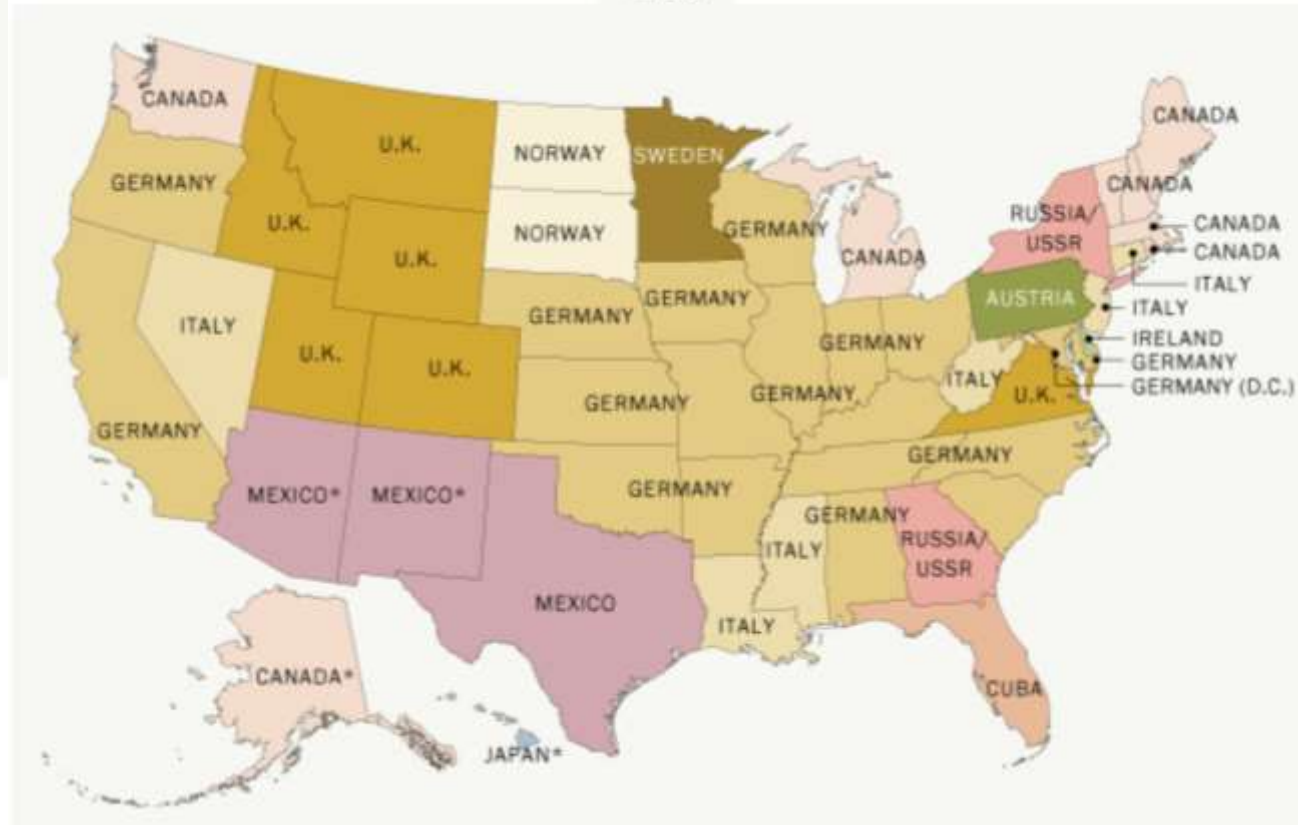 CANADA
U.K.
NORWAY
SWEDEN
CANADA
GERMANY
CANADA
U.K.
NORWAY
GERMANY
RUSSIA/
USSR
CANADA
CANADA
U.K.
CANADA
ITALY
ITALY
GERMANY
GERMANY
AUSTRIA
ITALY
IRELAND
U.K.
U.K.
GERMANY
GERMANY
GERMANY
GERMANY (D.C.)
GERMANY
GERMANY
GERMANY
ITALY
U.K.
MEXICO*
MEXICO*
GERMANY
GERMANY
GERMANY
ITALY
RUSSIA/
USSR
MEXICO
ITALY
CANADA*
JAPAN*
CUBA